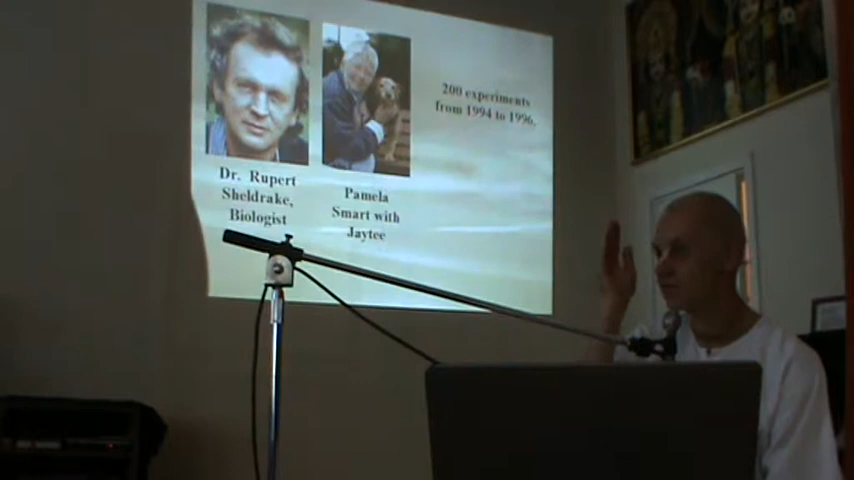 Dr. Rupert
Sheldrake,
Biologist
Pamela
Smart with
Jaytee
200 experiments
from 1994 to 1996.